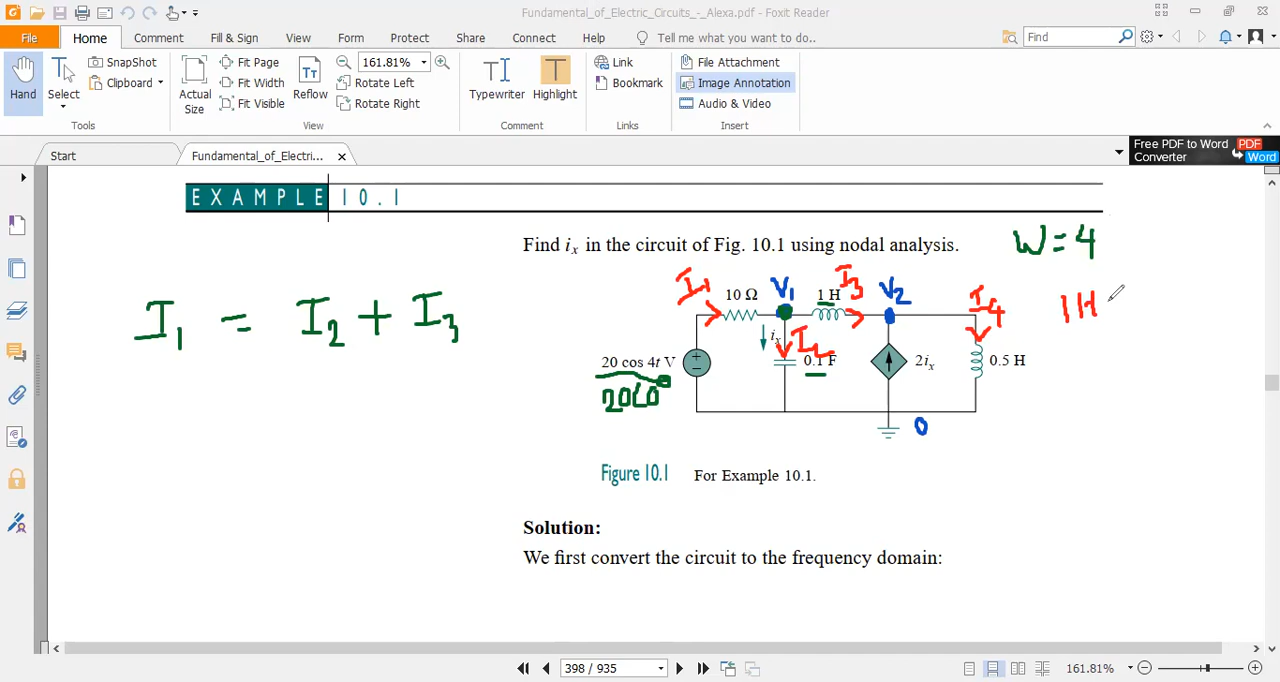 Fundamental_of_Electric_Circuits_-_Alexa.pdf - Foxit Reader
File Home Comment Fill & Sign View Form Protect Share Connect Help Tell me what you want to do.. Find
Hand
Select
SnapShot
Clipboard
Tools
Actual Size
Fit Page
Fit Width
Fit Visible
Reflow
161.81%
Rotate Left
Rotate Right
View
Typewriter
Highlight
Comment
Link
Bookmark
Links
File Attachment
Image Annotation
Audio & Video
Insert
Start
Fundamental_of_Electri...
Free PDF to Word Converter
PDF
Word
EXAMPLE 10.1
Find ix in the circuit of Fig. 10.1 using nodal analysis.
W=4
I1 = I2 + I3
I1
10 Ω
V1
1 H
I3
V2
I4
1H
ix
I2
20 cos 4t V
+
−
0.1 F
2ix
0.5 H
20∠0°
0
Figure 10.1 For Example 10.1.
Solution:
We first convert the circuit to the frequency domain:
398 / 935
161.81%